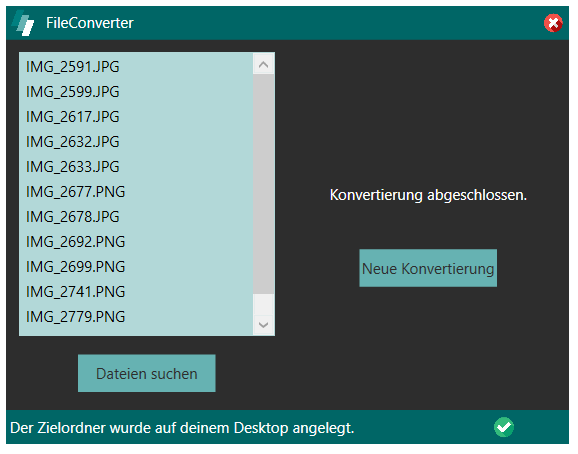 FileConverter
IMG_2591.JPG
IMG_2599.JPG
IMG_2617.JPG
IMG_2632.JPG
IMG_2633.JPG
IMG_2677.PNG
IMG_2678.JPG
IMG_2692.PNG
IMG_2699.PNG
IMG_2741.PNG
IMG_2779.PNG
Konvertierung abgeschlossen.
Neue Konvertierung
Dateien suchen
Der Zielordner wurde auf deinem Desktop angelegt.